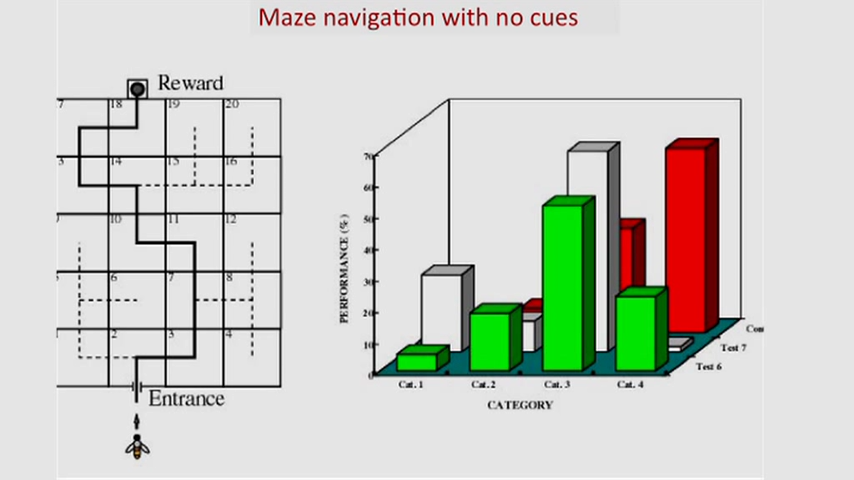 Maze navigation with no cues
Reward
7 18 19 20
3 14 15 16
10 11 12
6 7 8
2 3 4
Entrance
PERFORMANCE (%)
70
60
50
40
30
20
10
0
Cat. 1 Cat. 2 Cat. 3 Cat. 4
CATEGORY
Con
Test 7
Test 6